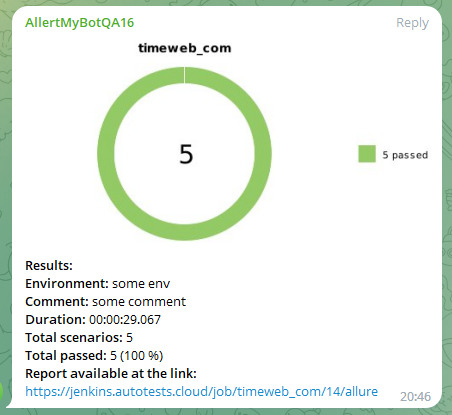 AllertMyBotQA16 Reply
timeweb_com
5
5 passed
Results:
Environment: some env
Comment: some comment
Duration: 00:00:29.067
Total scenarios: 5
Total passed: 5 (100 %)
Report available at the link:
https://jenkins.autotests.cloud/job/timeweb_com/14/allure
20:46